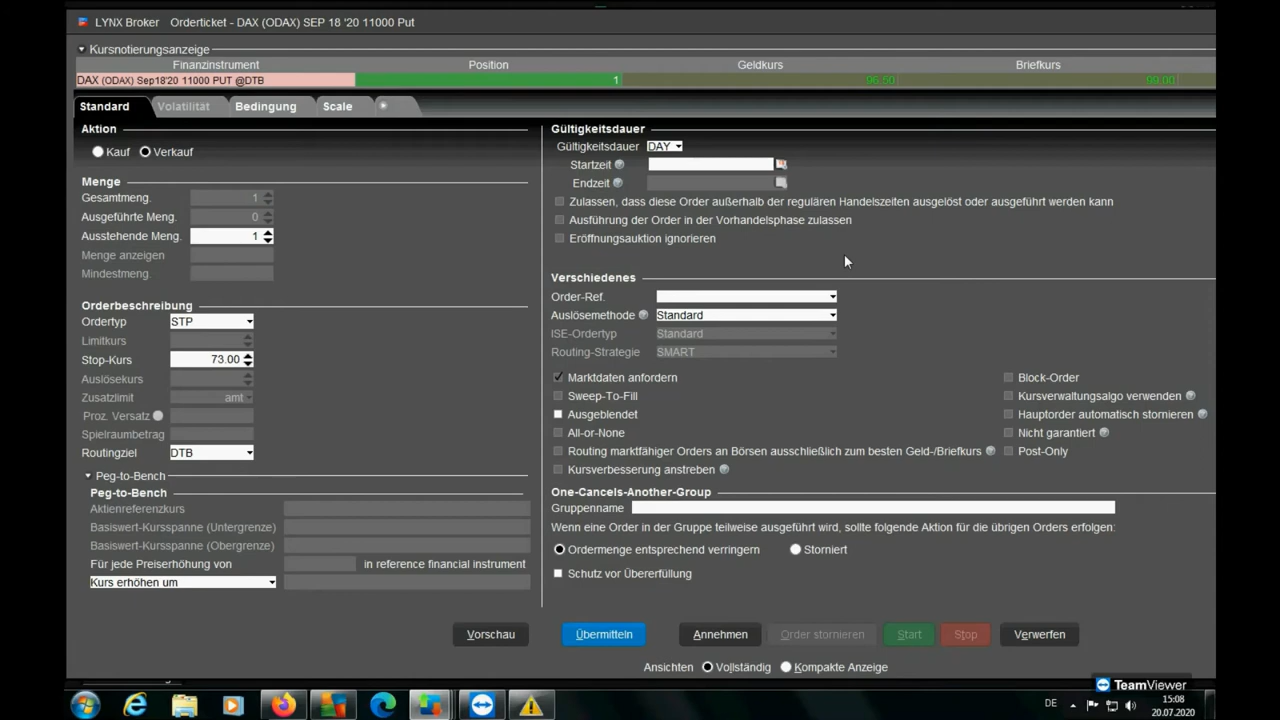 LYNX Broker Orderticket - DAX (ODAX) SEP 18 '20 11000 Put
Kursnotierungsanzeige
Finanzinstrument Position Geldkurs Briefkurs
DAX (ODAX) Sep18'20 11000 PUT @DTB 1 96.50 99.00
Standard Volatilität Bedingung Scale
Aktion
Kauf Verkauf
Menge
Gesamtmeng. 1
Ausgeführte Meng. 0
Ausstehende Meng. 1
Menge anzeigen
Mindestmeng.
Orderbeschreibung
Ordertyp STP
Limitkurs
Stop-Kurs 73.00
Auslösekurs
Zusatzlimit amt
Proz. Versatz
Spielraumbetrag
Routingziel DTB
Peg-to-Bench
Peg-to-Bench
Aktienreferenzkurs
Basiswert-Kursspanne (Untergrenze)
Basiswert-Kursspanne (Obergrenze)
Für jede Preiserhöhung von in reference financial instrument
Kurs erhöhen um
Gültigkeitsdauer
Gültigkeitsdauer DAY
Startzeit
Endzeit
Zulassen, dass diese Order außerhalb der regulären Handelszeiten ausgelöst oder ausgeführt werden kann
Ausführung der Order in der Vorhandelsphase zulassen
Eröffnungsauktion ignorieren
Verschiedenes
Order-Ref.
Auslösemethode Standard
ISE-Ordertyp Standard
Routing-Strategie SMART
Marktdaten anfordern Block-Order
Sweep-To-Fill Kursverwaltungsalgo verwenden
Ausgeblendet Hauptorder automatisch stornieren
All-or-None Nicht garantiert
Routing marktfähiger Orders an Börsen ausschließlich zum besten Geld-/Briefkurs Post-Only
Kursverbesserung anstreben
One-Cancels-Another-Group
Gruppenname
Wenn eine Order in der Gruppe teilweise ausgeführt wird, sollte folgende Aktion für die übrigen Orders erfolgen:
Ordermenge entsprechend verringern Storniert
Schutz vor Übererfüllung
Vorschau Übermitteln Annehmen Order stornieren Start Stop Verwerfen
Ansichten Vollständig Kompakte Anzeige
TeamViewer
DE 15:08
20.07.2020